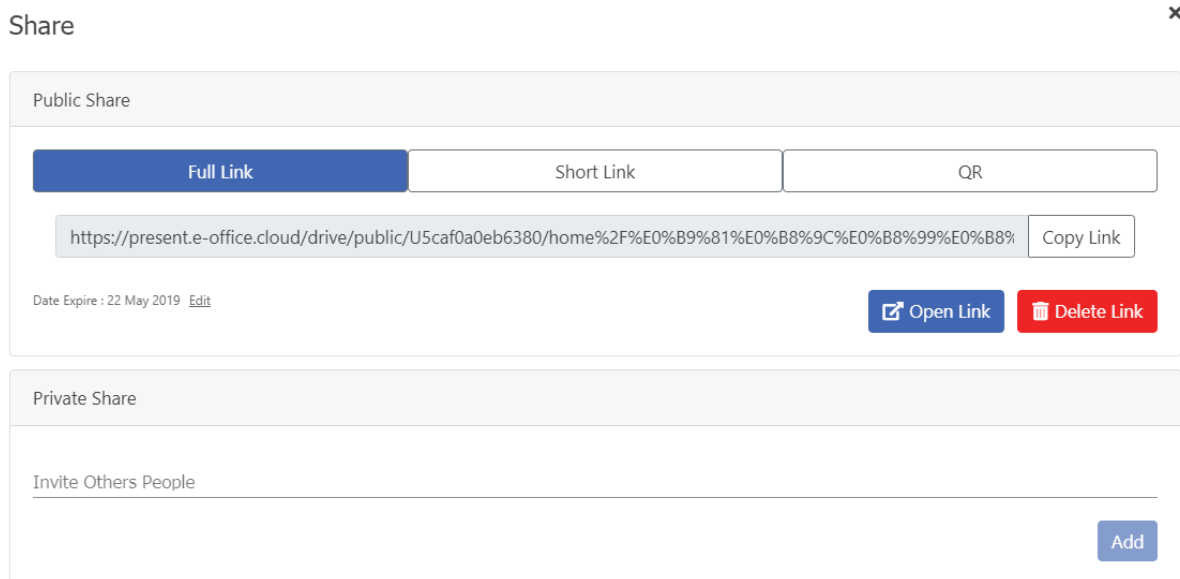 Share
Public Share
Full Link
Short Link
QR
https://present.e-office.cloud/drive/public/U5caf0a0eb6380/home%2F%E0%B9%81%E0%B8%9C%E0%B8%99%E0%B8%
Copy Link
Date Expire : 22 May 2019 Edit
Open Link
Delete Link
Private Share
Invite Others People
Add